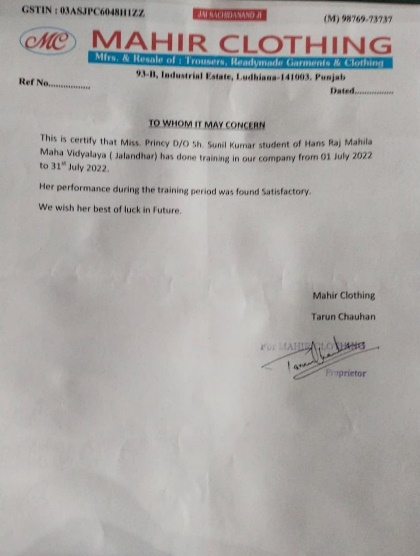 GSTIN : 03ASJPC6048H1ZZ
JAI SACHIDANAND JI
(M) 98769-73737
MC
MAHIR CLOTHING
Mfrs. & Resale of : Trousers, Readymade Garments & Clothing
93-B, Industrial Estate, Ludhiana-141003. Punjab
Ref No................
Dated..............
TO WHOM IT MAY CONCERN
This is certify that Miss. Princy D/O Sh. Sunil Kumar student of Hans Raj Mahila
Maha Vidyalaya ( Jalandhar) has done training in our company from 01 July 2022
to 31st July 2022.
Her performance during the training period was found Satisfactory.
We wish her best of luck in Future.
Mahir Clothing
Tarun Chauhan
For MAHIR CLOTHING
Proprietor